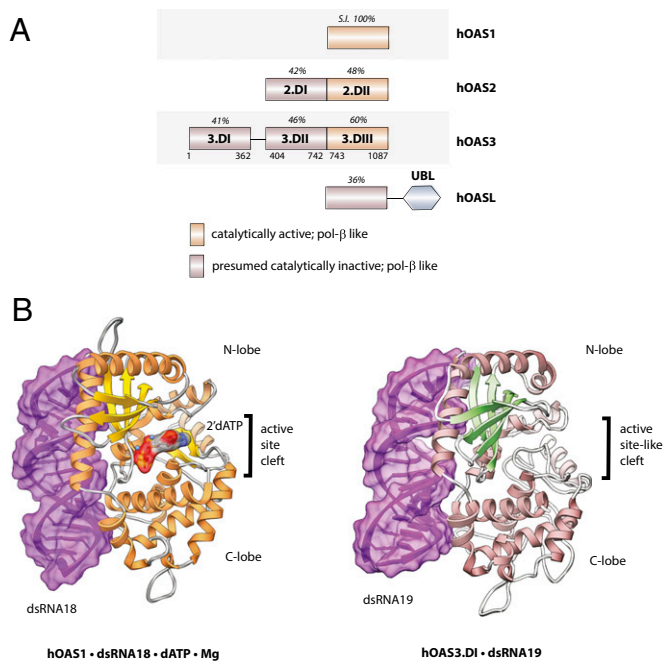 A
S.I. 100%
hOAS1
42% 48%
2.DI 2.DII
hOAS2
41% 46% 60%
3.DI 3.DII 3.DIII
hOAS3
1 362 404 742 743 1087
36%
UBL
hOASL
catalytically active; pol-β like
presumed catalytically inactive; pol-β like
B
N-lobe
2'dATP
active
site
cleft
C-lobe
dsRNA18
hOAS1 • dsRNA18 • dATP • Mg
N-lobe
active
site-like
cleft
C-lobe
dsRNA19
hOAS3.DI • dsRNA19